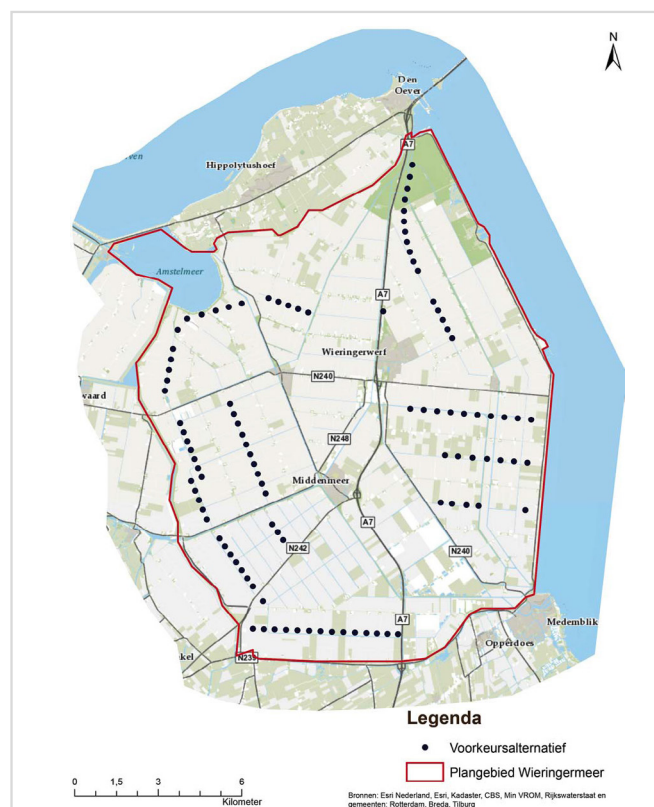 N
Den
Oever
A7
Hippolytushoef
Amstelmeer
A7
Wieringerwerf
N240
N248
Middenmeer
A7
N242
N240
A7
Medemblik
Opperdoes
N239
Legenda
Voorkeursalternatief
Plangebied Wieringermeer
0 1,5 3 6
Kilometer
Bronnen: Esri Nederland, Esri, Kadaster, CBS, Min VROM, Rijkswaterstaat en
gemeenten: Rotterdam, Breda, Tilburg